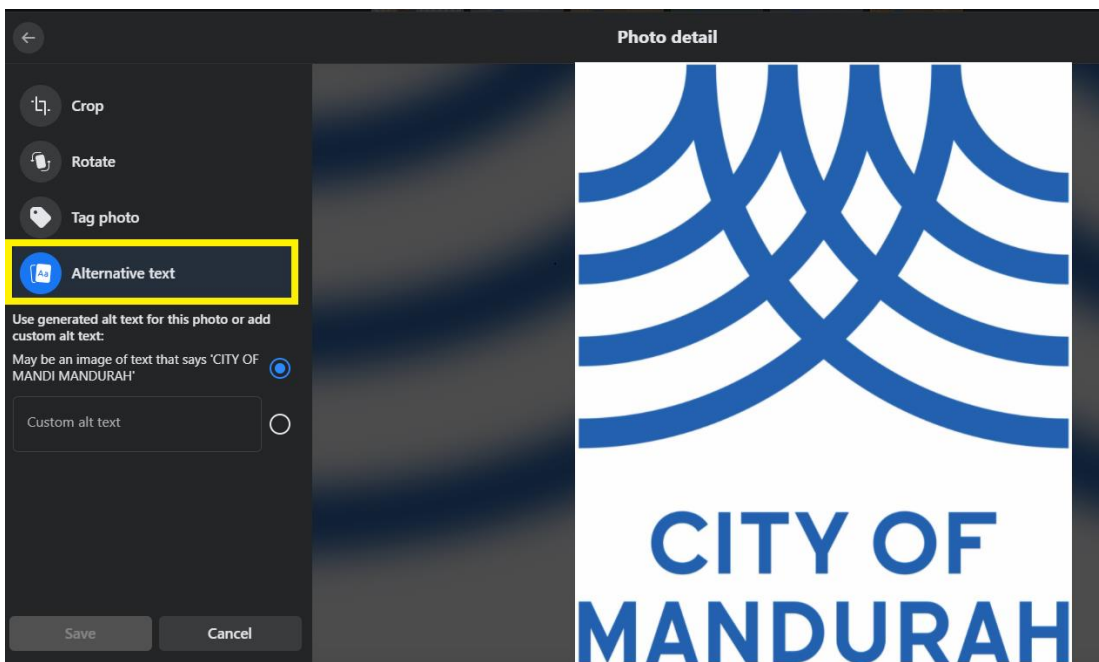 Photo detail
Crop
Rotate
Tag photo
Aa
Alternative text
Use generated alt text for this photo or add
custom alt text:
May be an image of text that says 'CITY OF
MANDI MANDURAH'
Custom alt text
Save
Cancel
CITY OF
MANDURAH